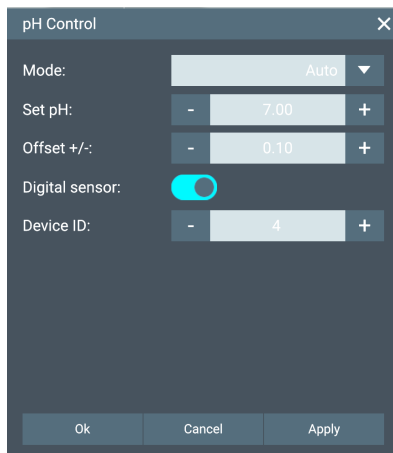 pH Control ✕
Mode: Auto ▼
Set pH: - 7.00 +
Offset +/-: - 0.10 +
Digital sensor:
Device ID: - 4 +
Ok Cancel Apply